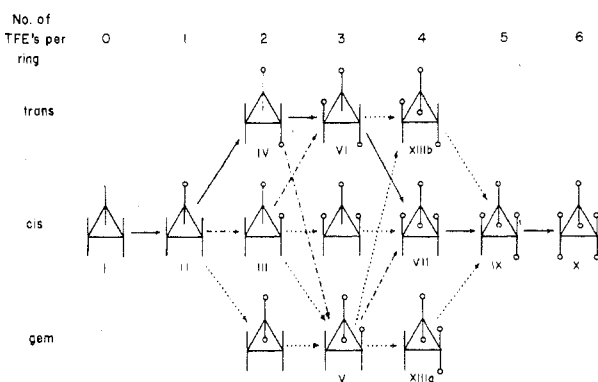 No. of
TFE's per
ring
0 1 2 3 4 5 6
trans
IV VI XIIIb
cis
I II III VII IX X
gem
V XIIIa